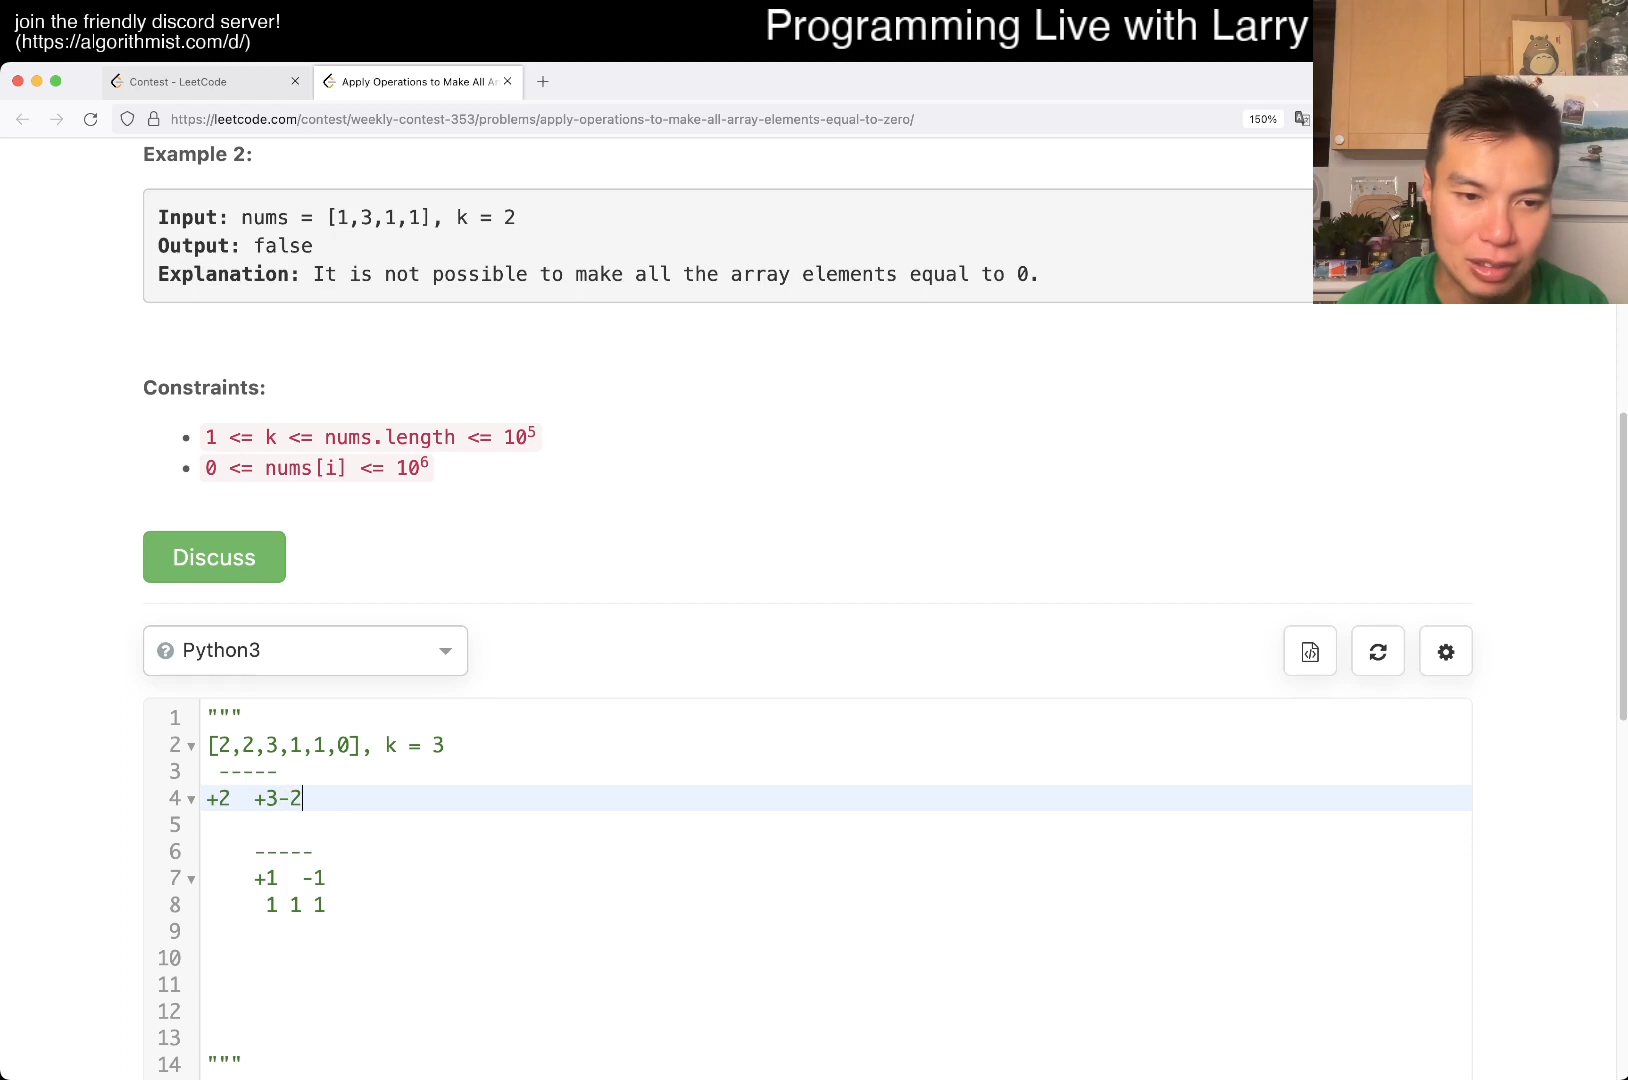 join the friendly discord server!
(https://algorithmist.com/d/)
Programming Live with Larry
Contest - LeetCode
Apply Operations to Make All Ar
https://leetcode.com/contest/weekly-contest-353/problems/apply-operations-to-make-all-array-elements-equal-to-zero/
150%
Example 2:
Input: nums = [1,3,1,1], k = 2
Output: false
Explanation: It is not possible to make all the array elements equal to 0.
Constraints:
1 <= k <= nums.length <= 10⁵
0 <= nums[i] <= 10⁶
Discuss
Python3
1 """
2 [2,2,3,1,1,0], k = 3
3 -----
4 +2  +3-2
5
6 -----
7 +1  -1
8 1 1 1
9
10
11
12
13
14 """